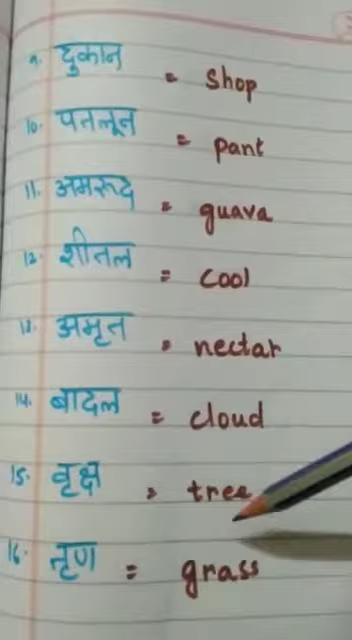 9. दुकान = Shop
10. पतलून = pant
11. अमरूद = guava
12. शीतल = cool
13. अमृत = nectar
14. बादल = cloud
15. वृक्ष = tree
16. तृण = grass